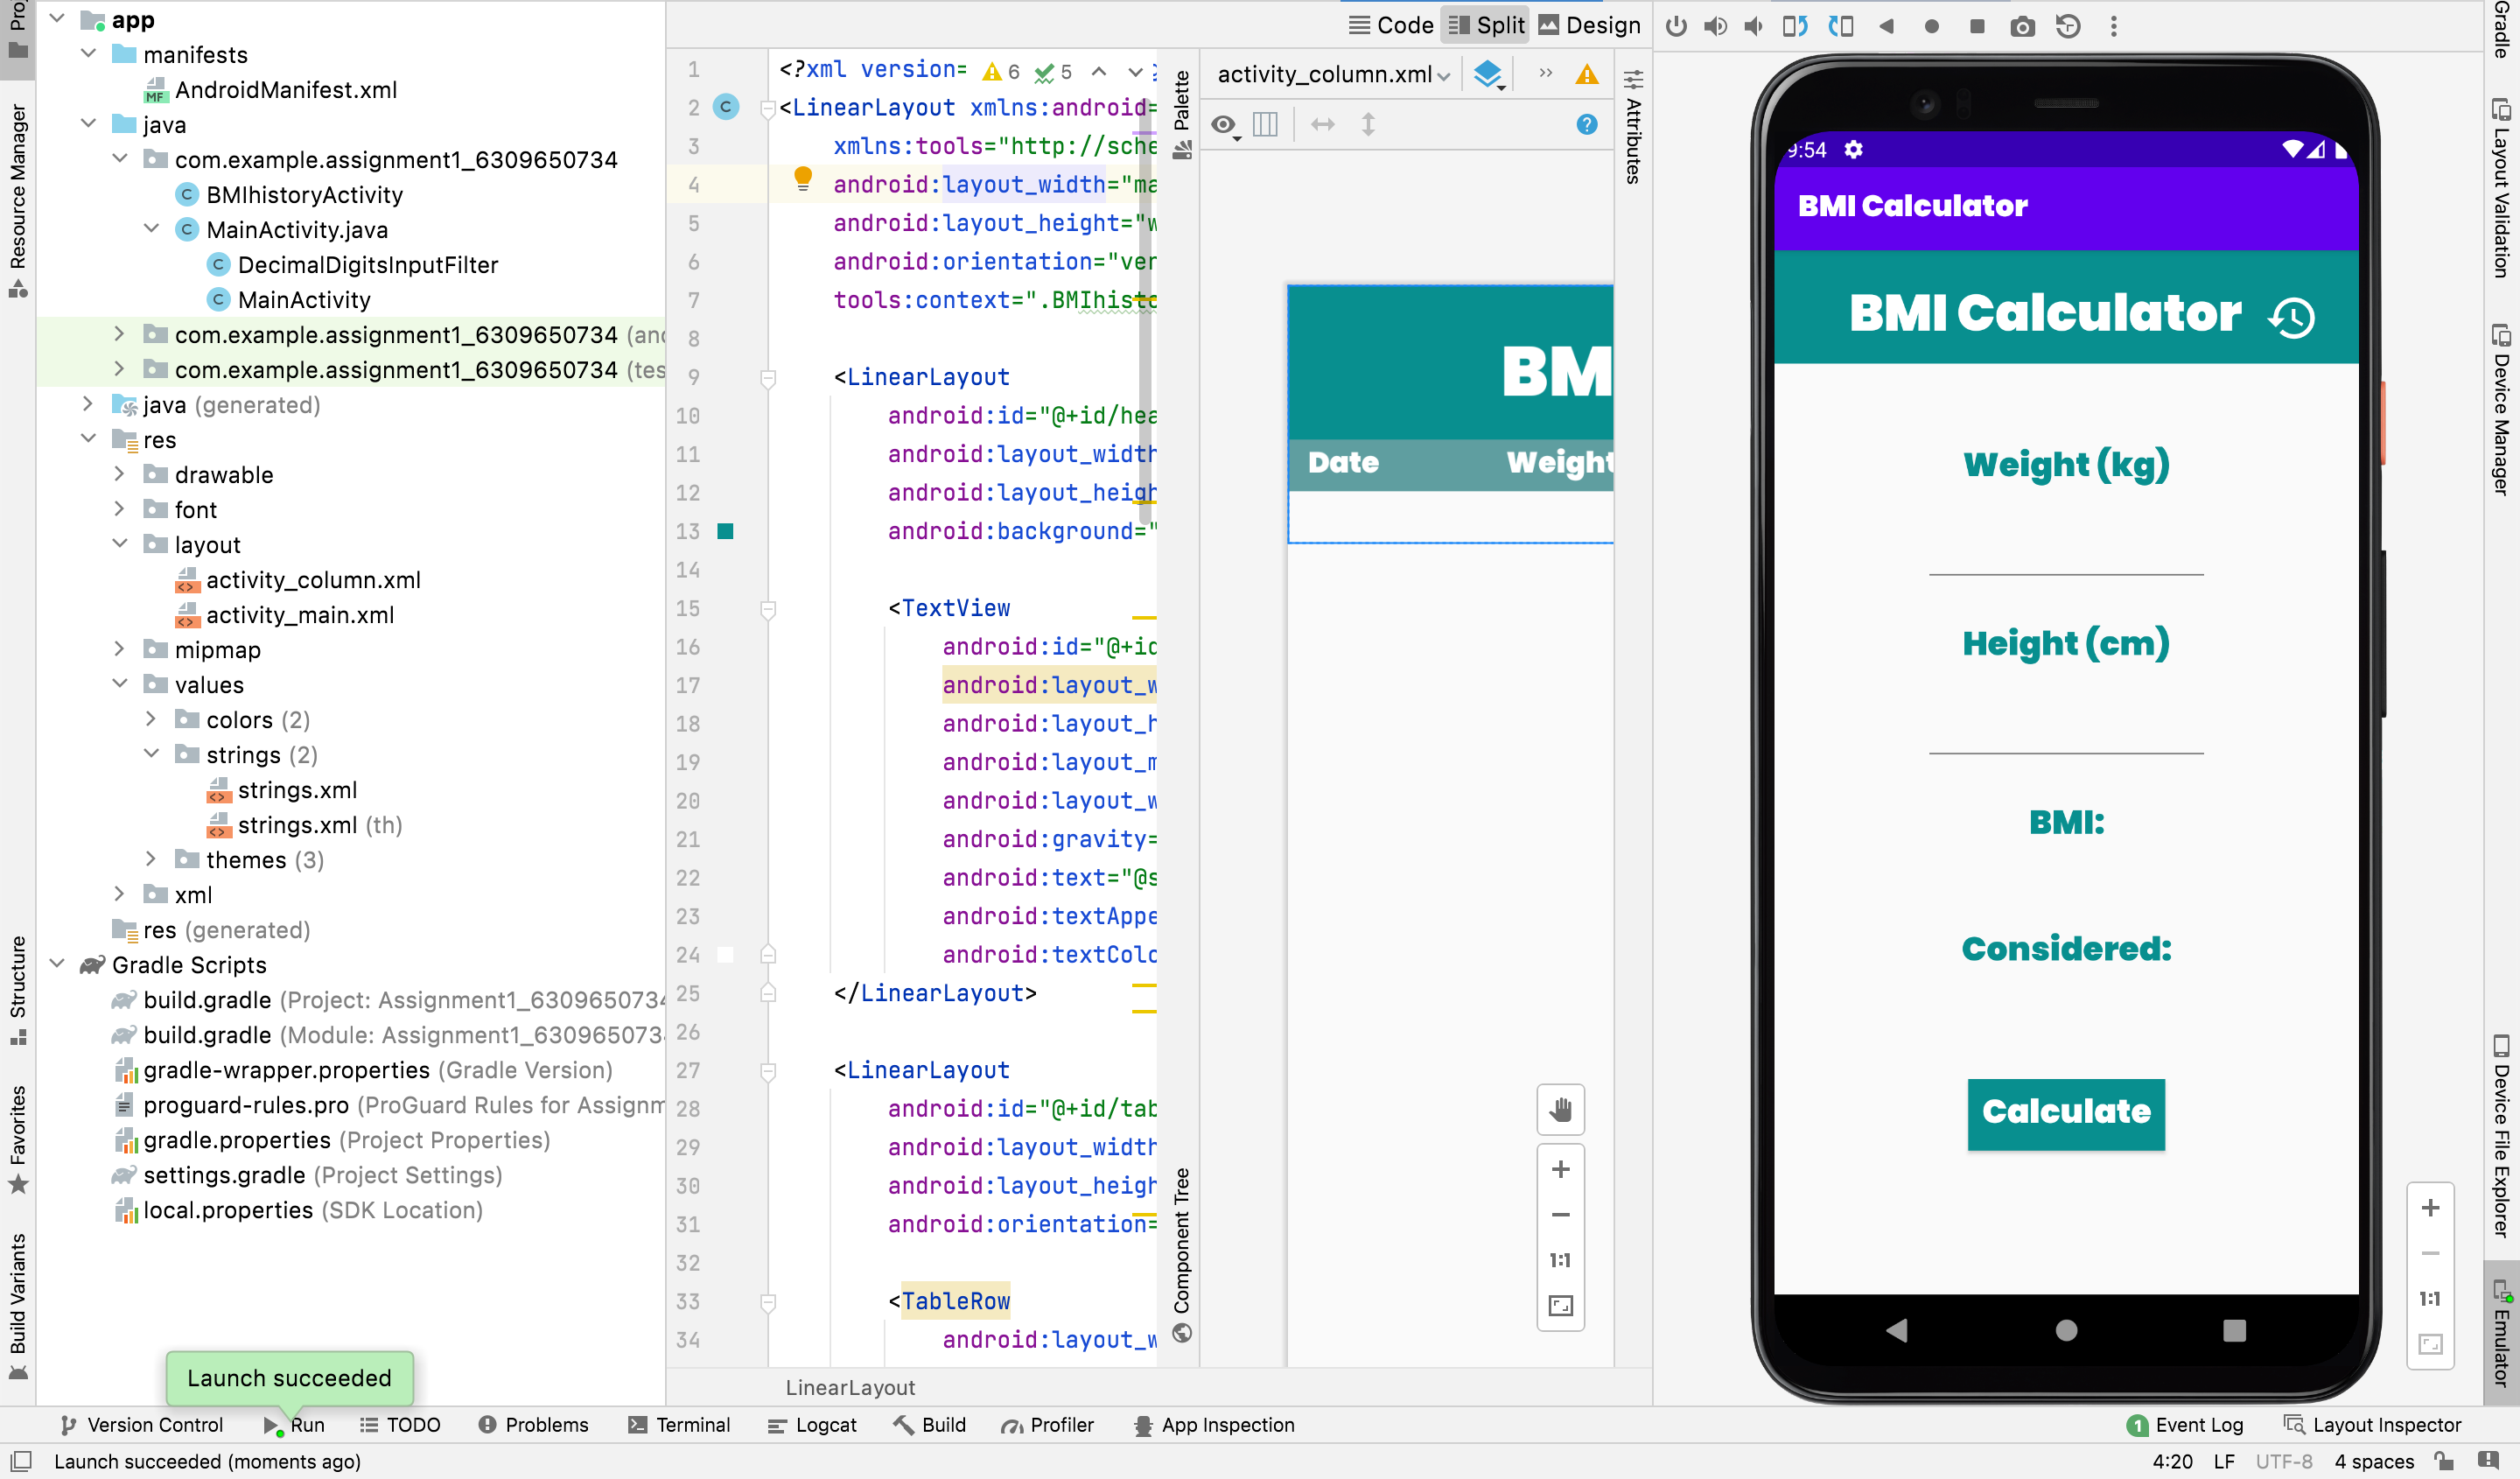 Proj
Resource Manager
Structure
Favorites
Build Variants
app
manifests
MF AndroidManifest.xml
java
com.example.assignment1_6309650734
C BMIhistoryActivity
C MainActivity.java
C DecimalDigitsInputFilter
C MainActivity
com.example.assignment1_6309650734 (and
com.example.assignment1_6309650734 (tes
java (generated)
res
drawable
font
layout
activity_column.xml
activity_main.xml
mipmap
values
colors (2)
strings (2)
strings.xml
strings.xml (th)
themes (3)
xml
res (generated)
Gradle Scripts
build.gradle (Project: Assignment1_6309650734
build.gradle (Module: Assignment1_630965073
gradle-wrapper.properties (Gradle Version)
proguard-rules.pro (ProGuard Rules for Assignm
gradle.properties (Project Properties)
settings.gradle (Project Settings)
local.properties (SDK Location)
Launch succeeded
Code Split Design
1 <?xml version= 6 5
2 C <LinearLayout xmlns:android=
3 xmlns:tools="http://sche
4 android:layout_width="ma
5 android:layout_height="w
6 android:orientation="ver
7 tools:context=".BMIhisto
8
9 <LinearLayout
10 android:id="@+id/hea
11 android:layout_width
12 android:layout_heigh
13 android:background="
14
15 <TextView
16 android:id="@+id
17 android:layout_w
18 android:layout_h
19 android:layout_m
20 android:layout_w
21 android:gravity=
22 android:text="@s
23 android:textAppe
24 android:textColo
25 </LinearLayout>
26
27 <LinearLayout
28 android:id="@+id/tab
29 android:layout_width
30 android:layout_heigh
31 android:orientation=
32
33 <TableRow
34 android:layout_w
LinearLayout
Palette
Component Tree
activity_column.xml
?
BM
Date Weight
1:1
Attributes
9:54
BMI Calculator
BMI Calculator
Weight (kg)
Height (cm)
BMI:
Considered:
Calculate
1:1
Gradle
Layout Validation
Device Manager
Device File Explorer
Emulator
Version Control Run TODO Problems Terminal Logcat Build Profiler App Inspection 1 Event Log Layout Inspector
Launch succeeded (moments ago) 4:20 LF UTF-8 4 spaces